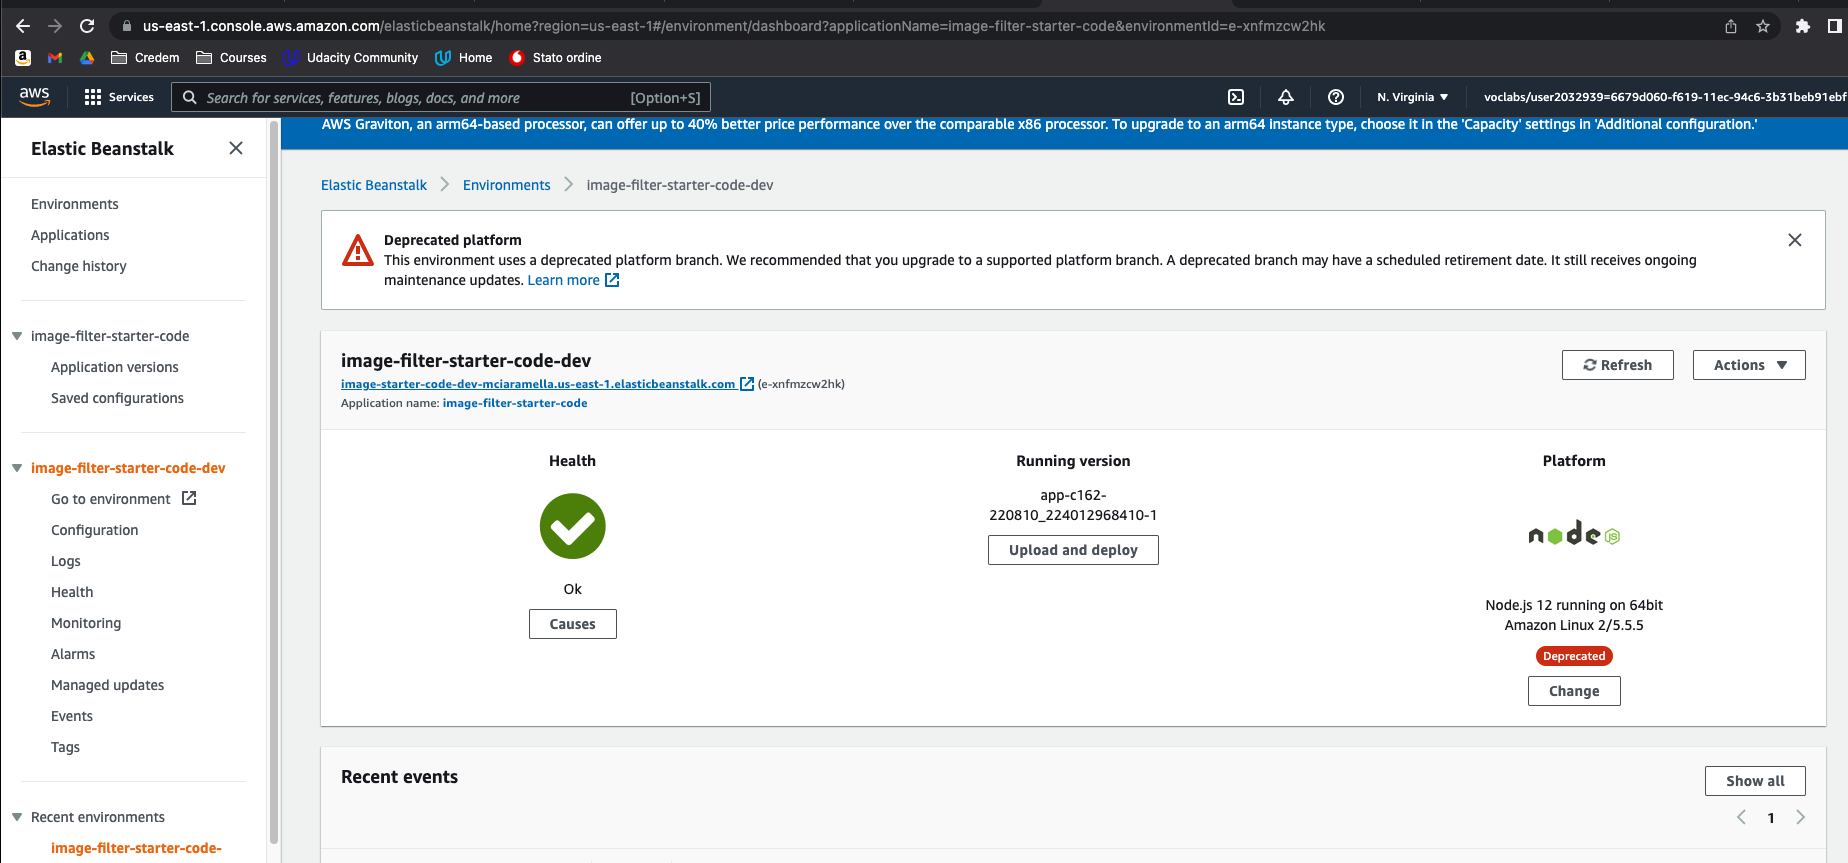 us-east-1.console.aws.amazon.com/elasticbeanstalk/home?region=us-east-1#/environment/dashboard?applicationName=image-filter-starter-code&environmentId=e-xnfmzcw2hk
Credem Courses Udacity Community Home Stato ordine
aws Services Search for services, features, blogs, docs, and more [Option+S] N. Virginia ▼ voclabs/user2032939=6679d060-f619-11ec-94c6-3b31beb91ebf
AWS Graviton, an arm64-based processor, can offer up to 40% better price performance over the comparable x86 processor. To upgrade to an arm64 instance type, choose it in the 'Capacity' settings in 'Additional configuration.'
Elastic Beanstalk
Environments
Applications
Change history
image-filter-starter-code
Application versions
Saved configurations
image-filter-starter-code-dev
Go to environment
Configuration
Logs
Health
Monitoring
Alarms
Managed updates
Events
Tags
Recent environments
image-filter-starter-code-
Elastic Beanstalk > Environments > image-filter-starter-code-dev
Deprecated platform
This environment uses a deprecated platform branch. We recommended that you upgrade to a supported platform branch. A deprecated branch may have a scheduled retirement date. It still receives ongoing
maintenance updates. Learn more
image-filter-starter-code-dev
image-starter-code-dev-mciaramella.us-east-1.elasticbeanstalk.com (e-xnfmzcw2hk)
Application name: image-filter-starter-code
Refresh
Actions ▼
Health
Ok
Causes
Running version
app-c162-
220810_224012968410-1
Upload and deploy
Platform
node JS
Node.js 12 running on 64bit
Amazon Linux 2/5.5.5
Deprecated
Change
Recent events
Show all
< 1 >